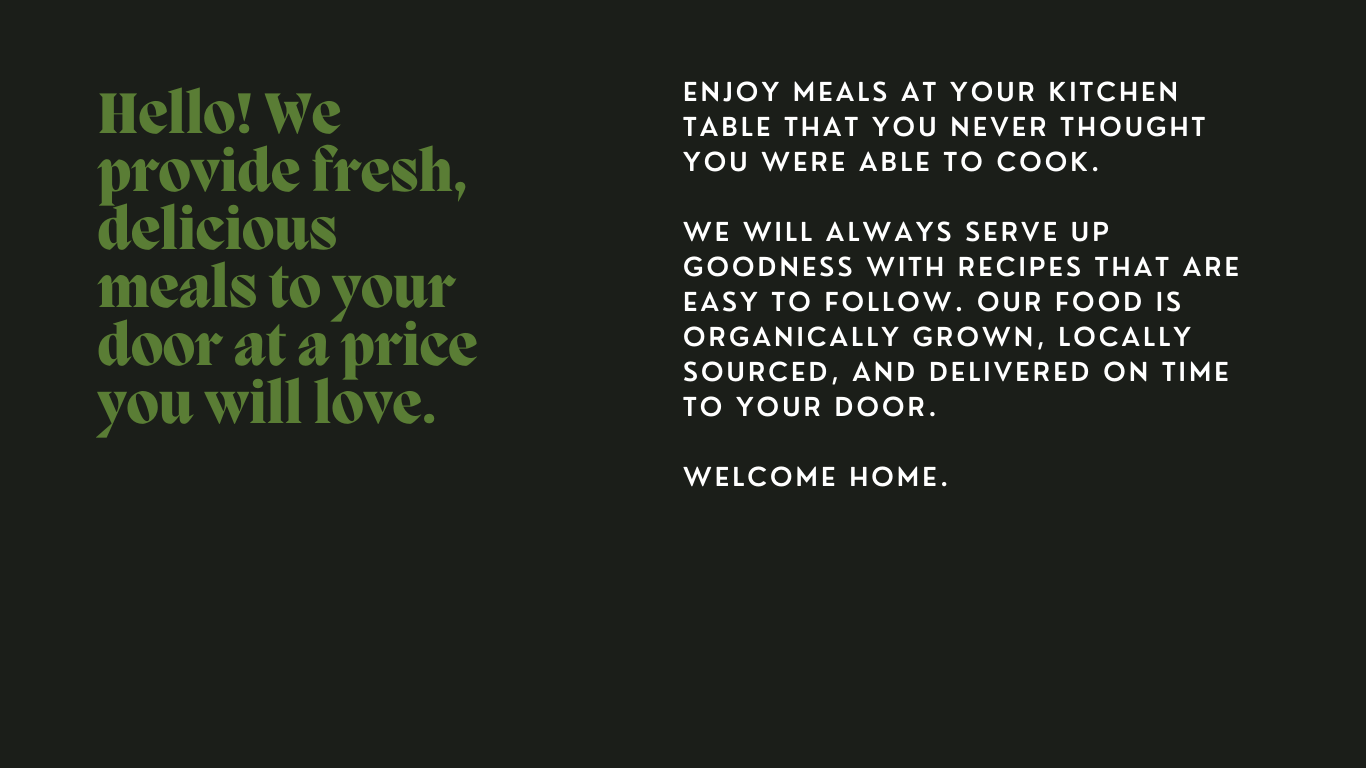 Hello! We
provide fresh,
delicious
meals to your
door at a price
you will love.
ENJOY MEALS AT YOUR KITCHEN
TABLE THAT YOU NEVER THOUGHT
YOU WERE ABLE TO COOK.
WE WILL ALWAYS SERVE UP
GOODNESS WITH RECIPES THAT ARE
EASY TO FOLLOW. OUR FOOD IS
ORGANICALLY GROWN, LOCALLY
SOURCED, AND DELIVERED ON TIME
TO YOUR DOOR.
WELCOME HOME.